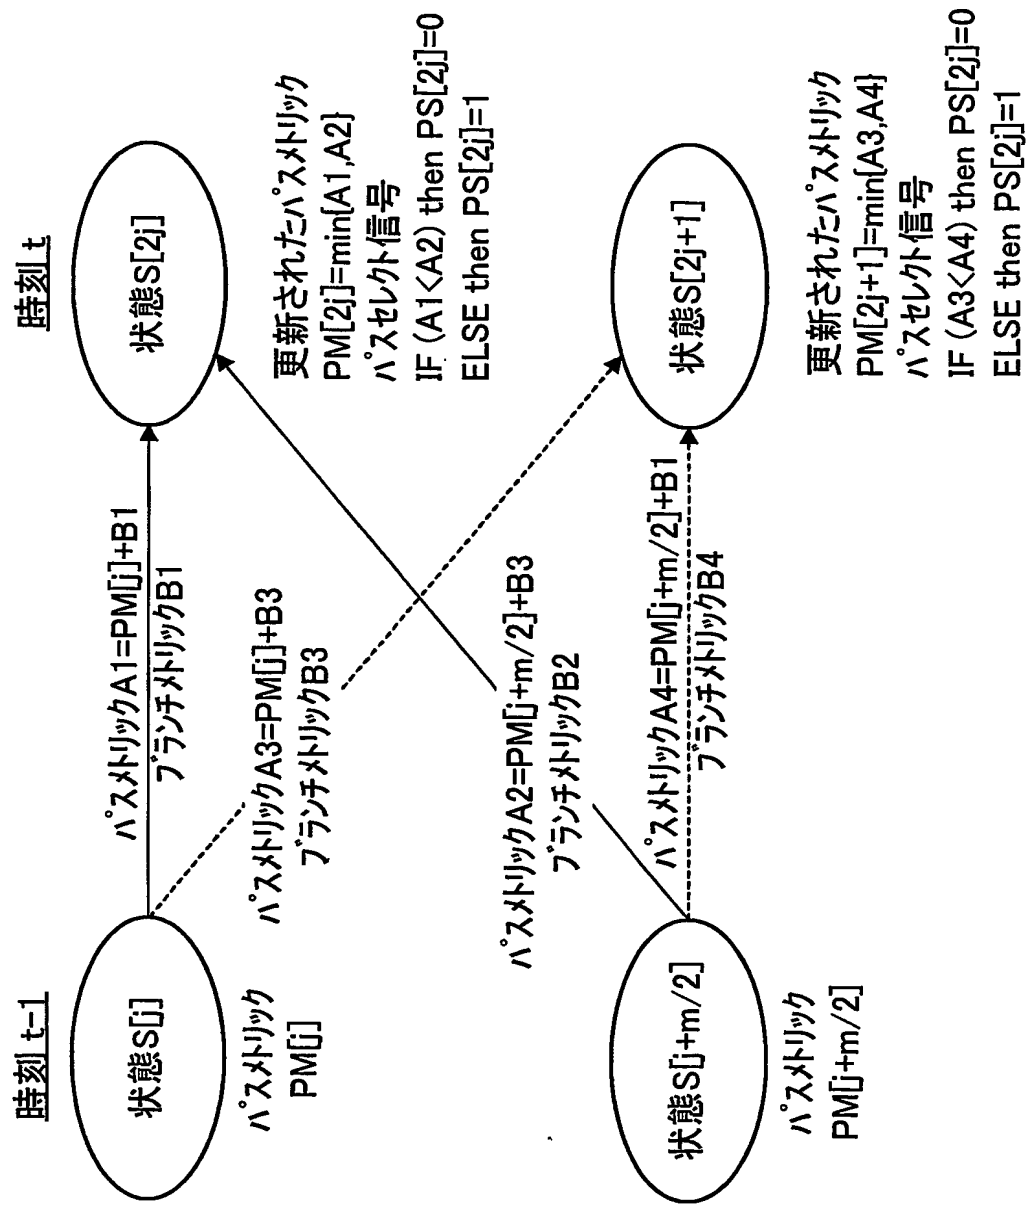 時刻 t-1
時刻 t
状態S[j]
パスメトリック
PM[j]
パスメトリックA1=PM[j]+B1
ブランチメトリックB1
パスメトリックA3=PM[j]+B3
ブランチメトリックB3
状態S[2j]
更新されたパスメトリック
PM[2j]=min{A1,A2}
パスセレクト信号
IF (A1<A2) then PS[2j]=0
ELSE then PS[2j]=1
パスメトリックA2=PM[j+m/2]+B3
ブランチメトリックB2
パスメトリックA4=PM[j+m/2]+B1
ブランチメトリックB4
状態S[j+m/2]
パスメトリック
PM[j+m/2]
状態S[2j+1]
更新されたパスメトリック
PM[2j+1]=min{A3,A4}
パスセレクト信号
IF (A3<A4) then PS[2j]=0
ELSE then PS[2j]=1